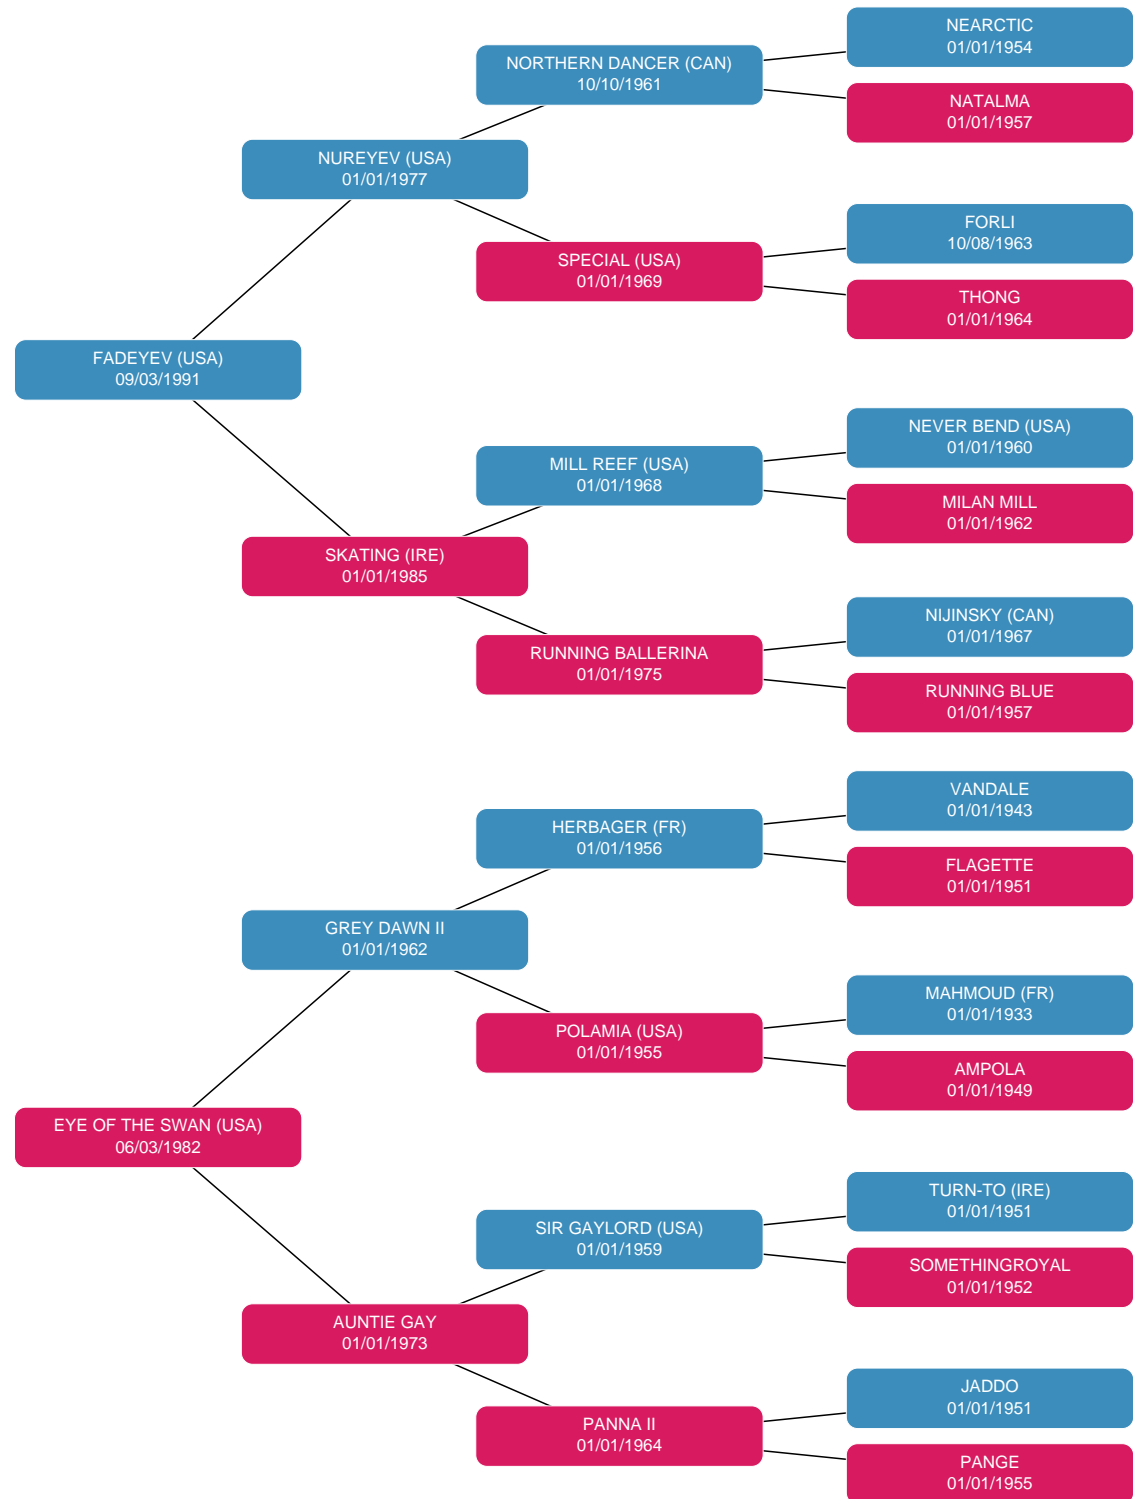 NEARCTIC
01/01/1954
NORTHERN DANCER (CAN)
10/10/1961
NATALMA
01/01/1957
NUREYEV (USA)
01/01/1977
FORLI
10/08/1963
SPECIAL (USA)
01/01/1969
THONG
01/01/1964
FADEYEV (USA)
09/03/1991
NEVER BEND (USA)
01/01/1960
MILL REEF (USA)
01/01/1968
MILAN MILL
01/01/1962
SKATING (IRE)
01/01/1985
NIJINSKY (CAN)
01/01/1967
RUNNING BALLERINA
01/01/1975
RUNNING BLUE
01/01/1957
VANDALE
01/01/1943
HERBAGER (FR)
01/01/1956
FLAGETTE
01/01/1951
GREY DAWN II
01/01/1962
MAHMOUD (FR)
01/01/1933
POLAMIA (USA)
01/01/1955
AMPOLA
01/01/1949
EYE OF THE SWAN (USA)
06/03/1982
TURN-TO (IRE)
01/01/1951
SIR GAYLORD (USA)
01/01/1959
SOMETHINGROYAL
01/01/1952
AUNTIE GAY
01/01/1973
JADDO
01/01/1951
PANNA II
01/01/1964
PANGE
01/01/1955